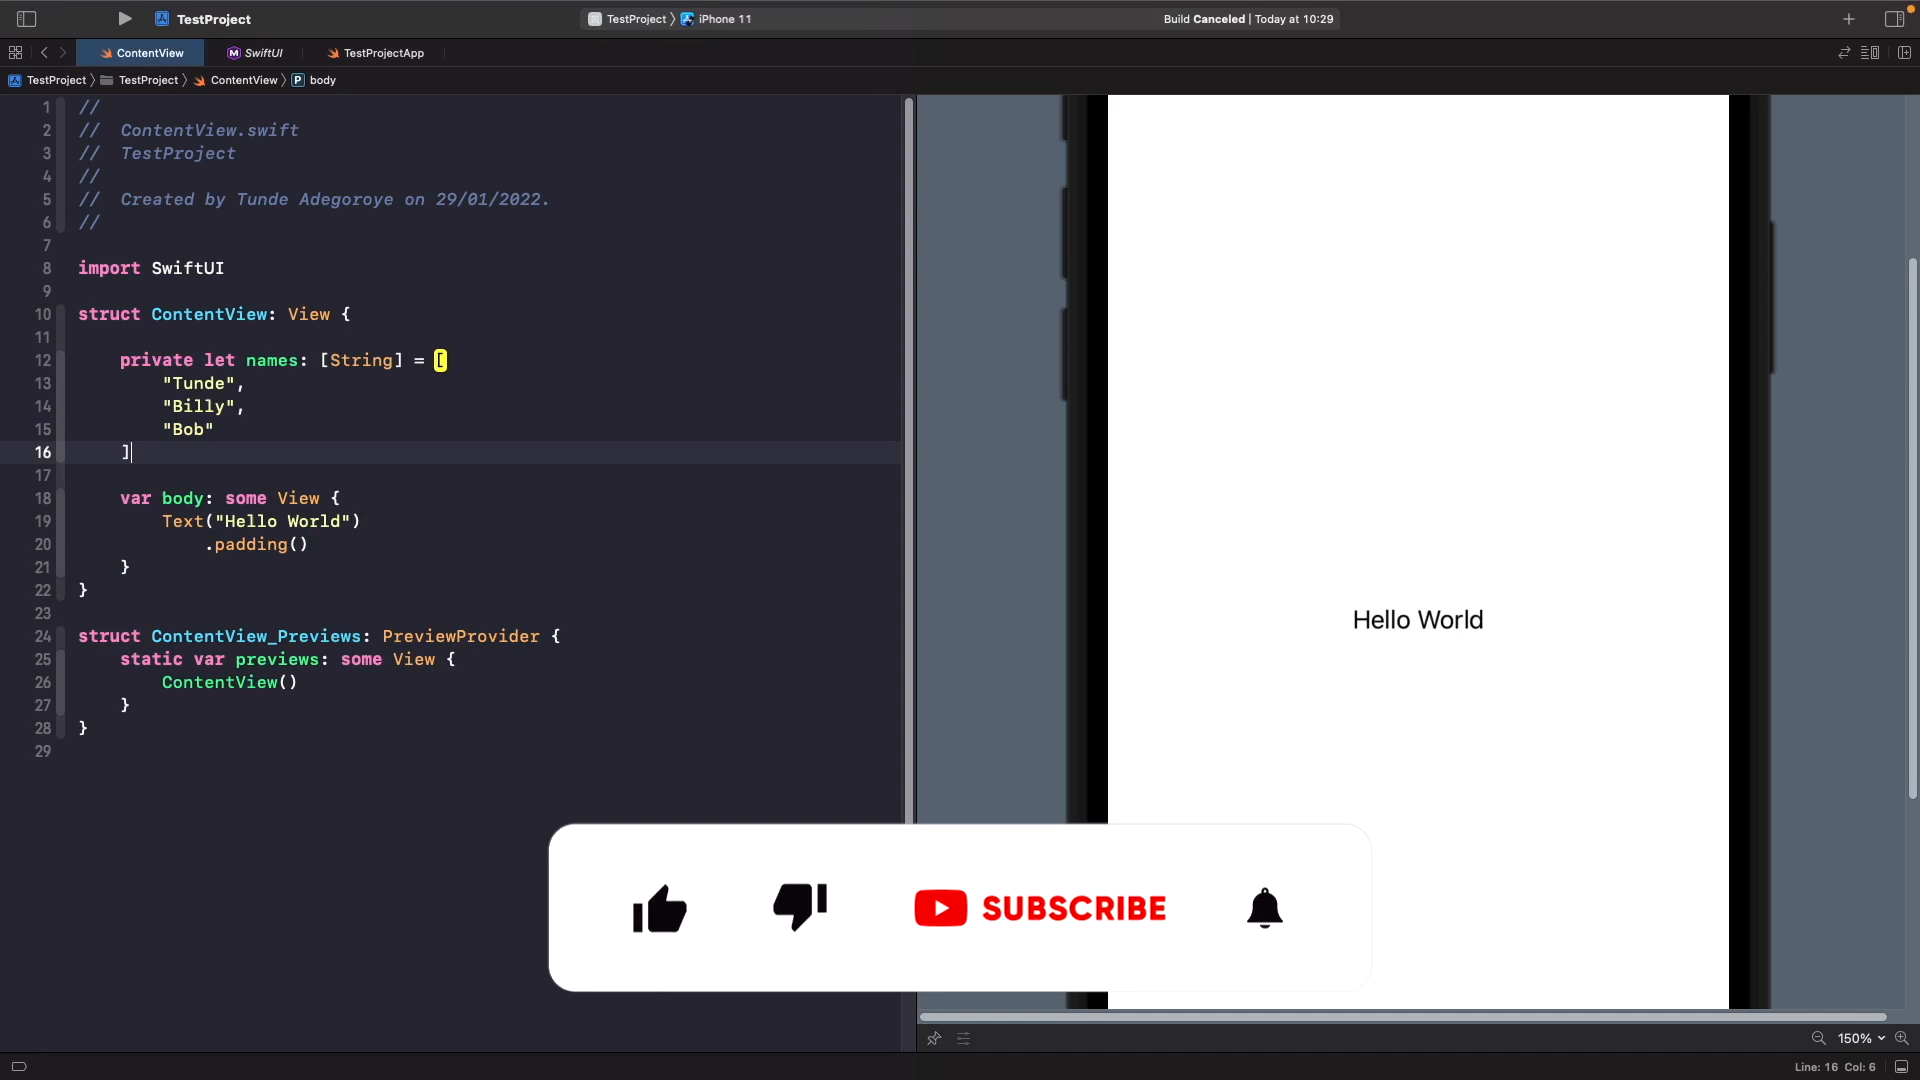 TestProject
TestProject 〉 iPhone 11
Build Canceled | Today at 10:29
ContentView
SwiftUI
TestProjectApp
TestProject 〉 TestProject 〉 ContentView 〉 P body
1 //
2 //  ContentView.swift
3 //  TestProject
4 //
5 //  Created by Tunde Adegoroye on 29/01/2022.
6 //
7
8 import SwiftUI
9
10 struct ContentView: View {
11
12     private let names: [String] = [
13         "Tunde",
14         "Billy",
15         "Bob"
16     ]
17
18     var body: some View {
19         Text("Hello World")
20             .padding()
21     }
22 }
23
24 struct ContentView_Previews: PreviewProvider {
25     static var previews: some View {
26         ContentView()
27     }
28 }
29
Hello World
SUBSCRIBE
150%
Line: 16 Col: 6